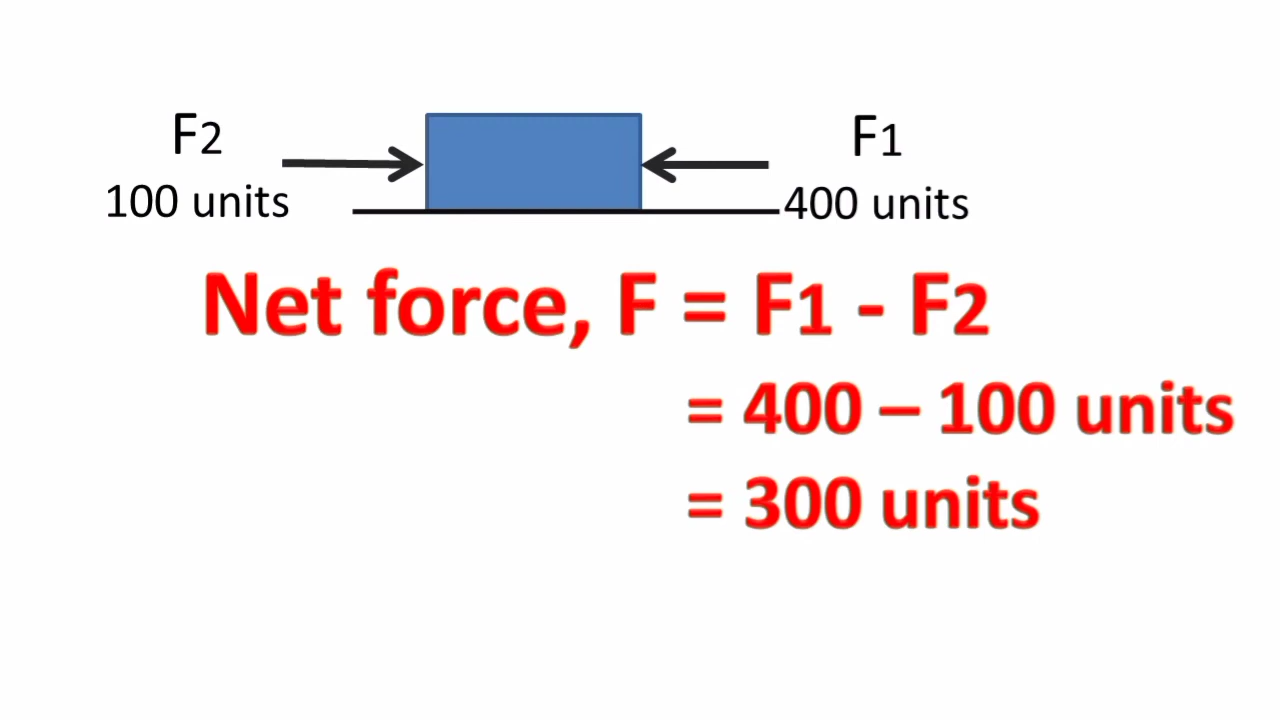 F2
100 units
F1
400 units
Net force, F = F1 - F2
= 400 – 100 units
= 300 units